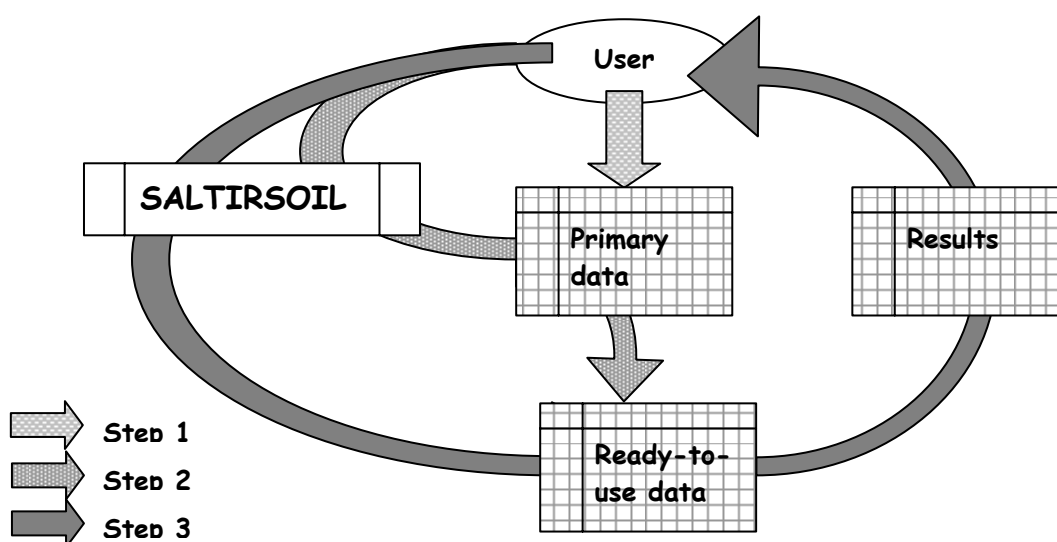 User
SALTIRSOIL
Primary
data
Results
Ready-to-
use data
Step 1
Step 2
Step 3